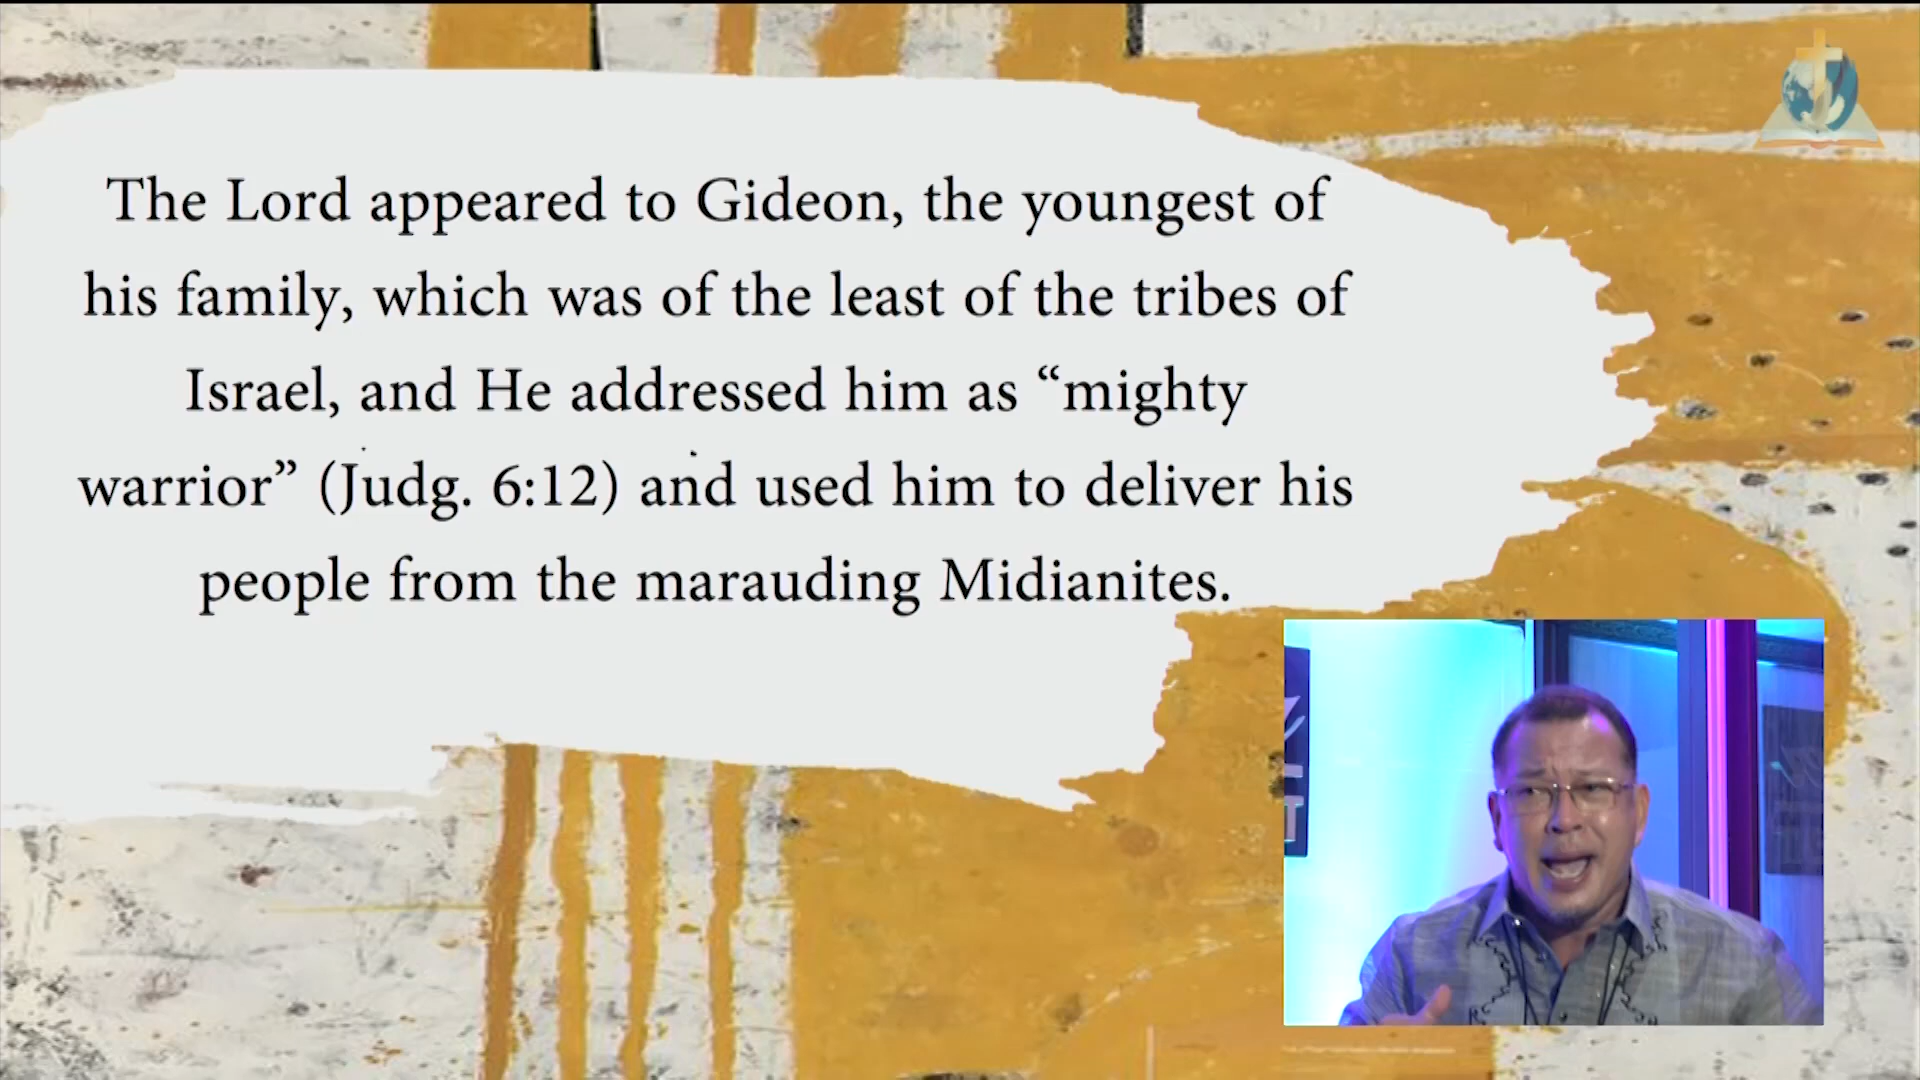 The Lord appeared to Gideon, the youngest of
his family, which was of the least of the tribes of
Israel, and He addressed him as “mighty
warrior” (Judg. 6:12) and used him to deliver his
people from the marauding Midianites.